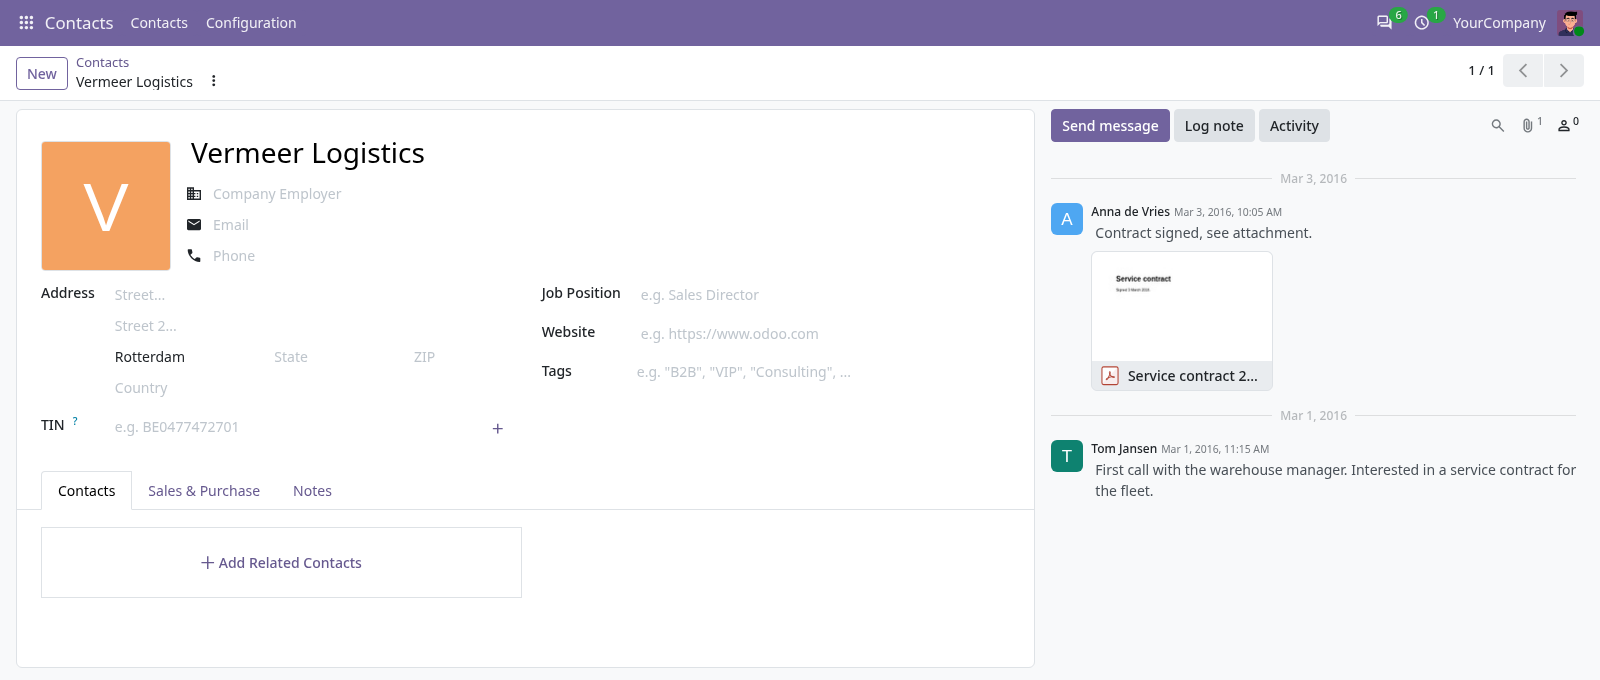 Contacts Contacts Configuration 6 1 YourCompany
New
Contacts
Vermeer Logistics
1 / 1
V
Vermeer Logistics
Company Employer
Email
Phone
Address Street...
Street 2...
Rotterdam State ZIP
Country
TIN ? e.g. BE0477472701
Job Position e.g. Sales Director
Website e.g. https://www.odoo.com
Tags e.g. "B2B", "VIP", "Consulting", ...
Contacts Sales & Purchase Notes
Add Related Contacts
Send message Log note Activity 1 0
Mar 3, 2016
A Anna de Vries Mar 3, 2016, 10:05 AM
Contract signed, see attachment.
Service contract
Signed 3 March 2016
Service contract 2...
Mar 1, 2016
T Tom Jansen Mar 1, 2016, 11:15 AM
First call with the warehouse manager. Interested in a service contract for
the fleet.